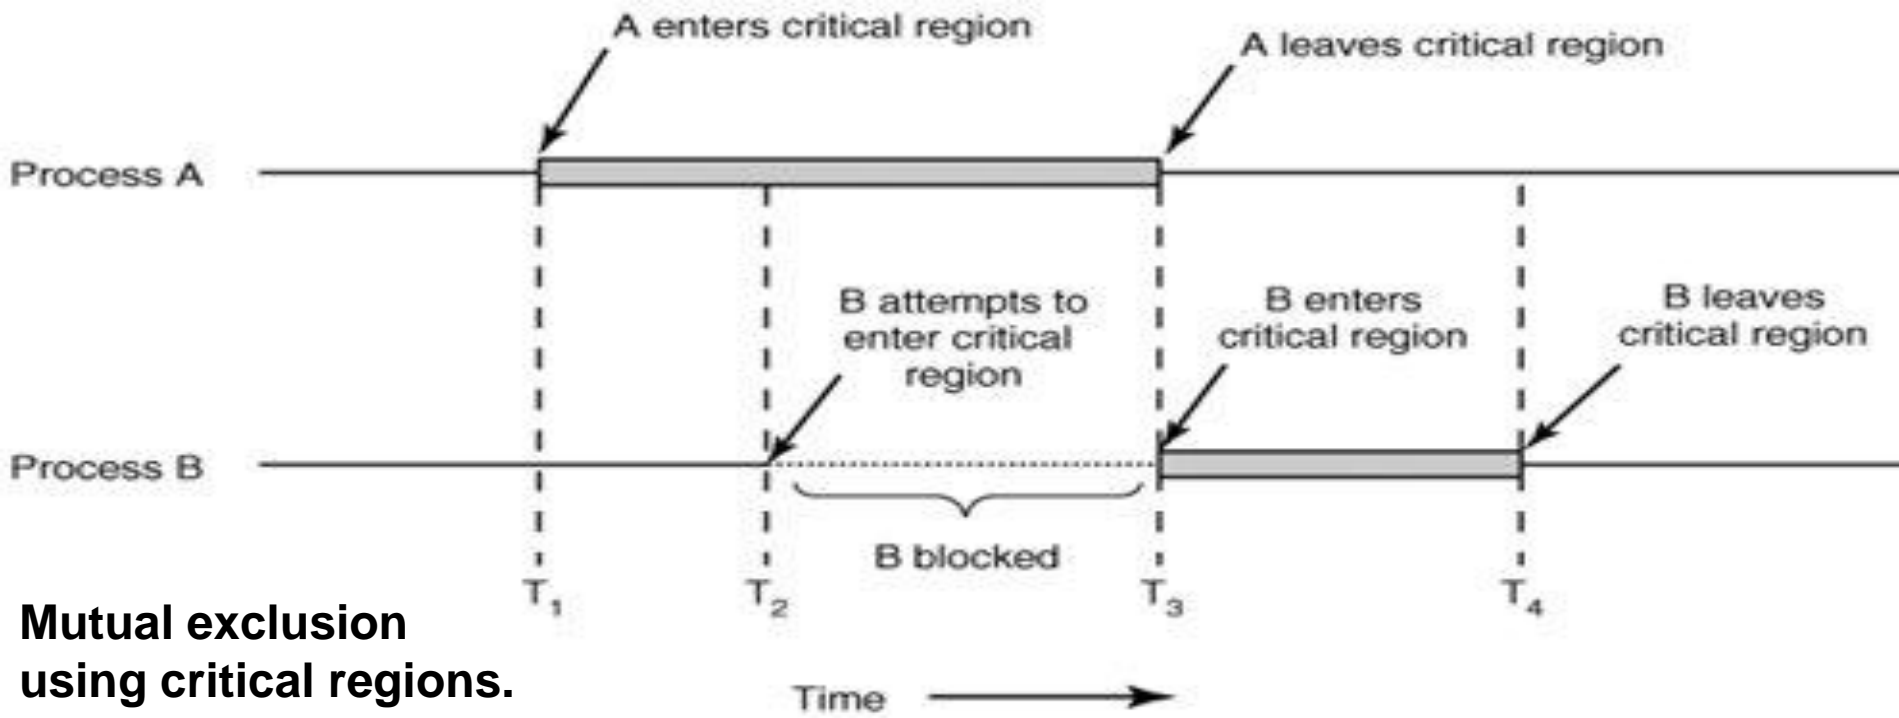 A enters critical region
A leaves critical region
Process A
B attempts to
enter critical
region
B enters
critical region
B leaves
critical region
Process B
B blocked
T1
T2
T3
T4
Mutual exclusion
using critical regions.
Time